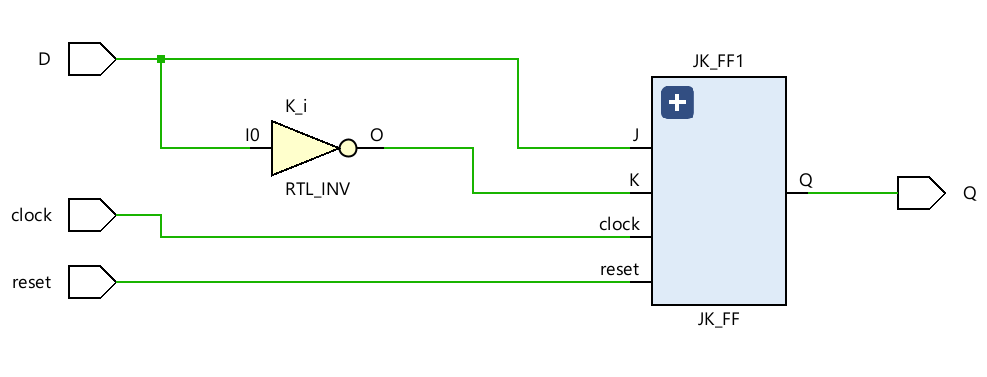 D
K_i
I0
O
RTL_INV
clock
reset
JK_FF1
J
K
clock
reset
Q
JK_FF
Q